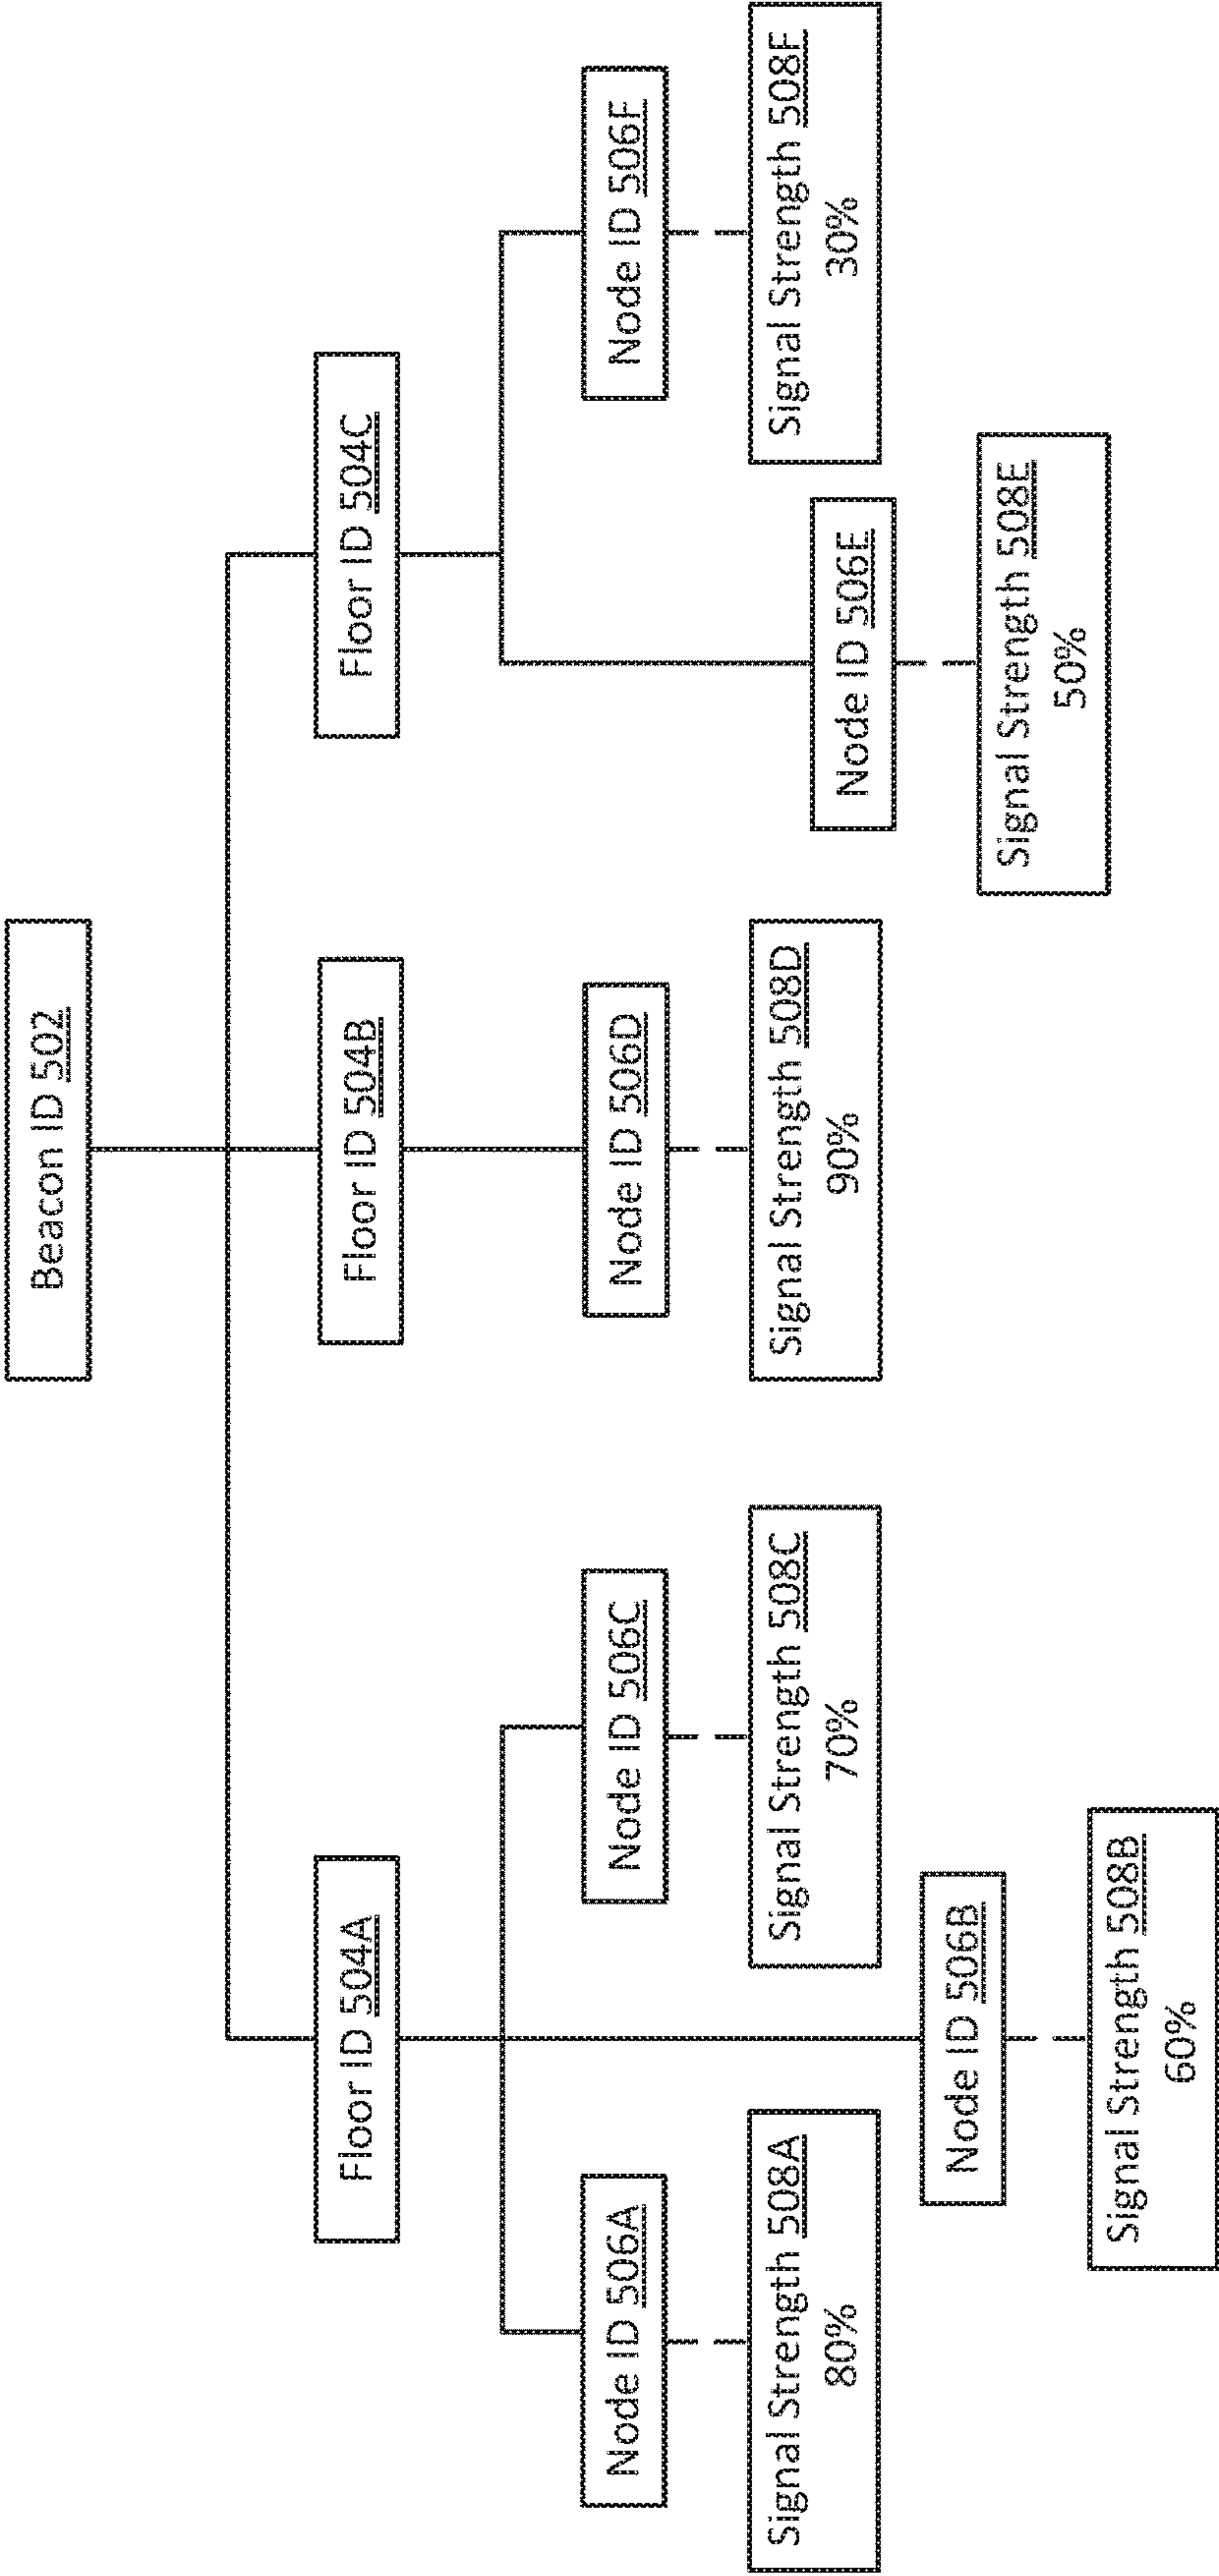 Beacon ID 502
Floor ID 504A
Floor ID 504B
Floor ID 504C
Node ID 506A
Node ID 506C
Node ID 506D
Node ID 506F
Signal Strength 508A
80%
Signal Strength 508C
70%
Signal Strength 508D
90%
Signal Strength 508F
30%
Node ID 506B
Node ID 506E
Signal Strength 508B
60%
Signal Strength 508E
50%